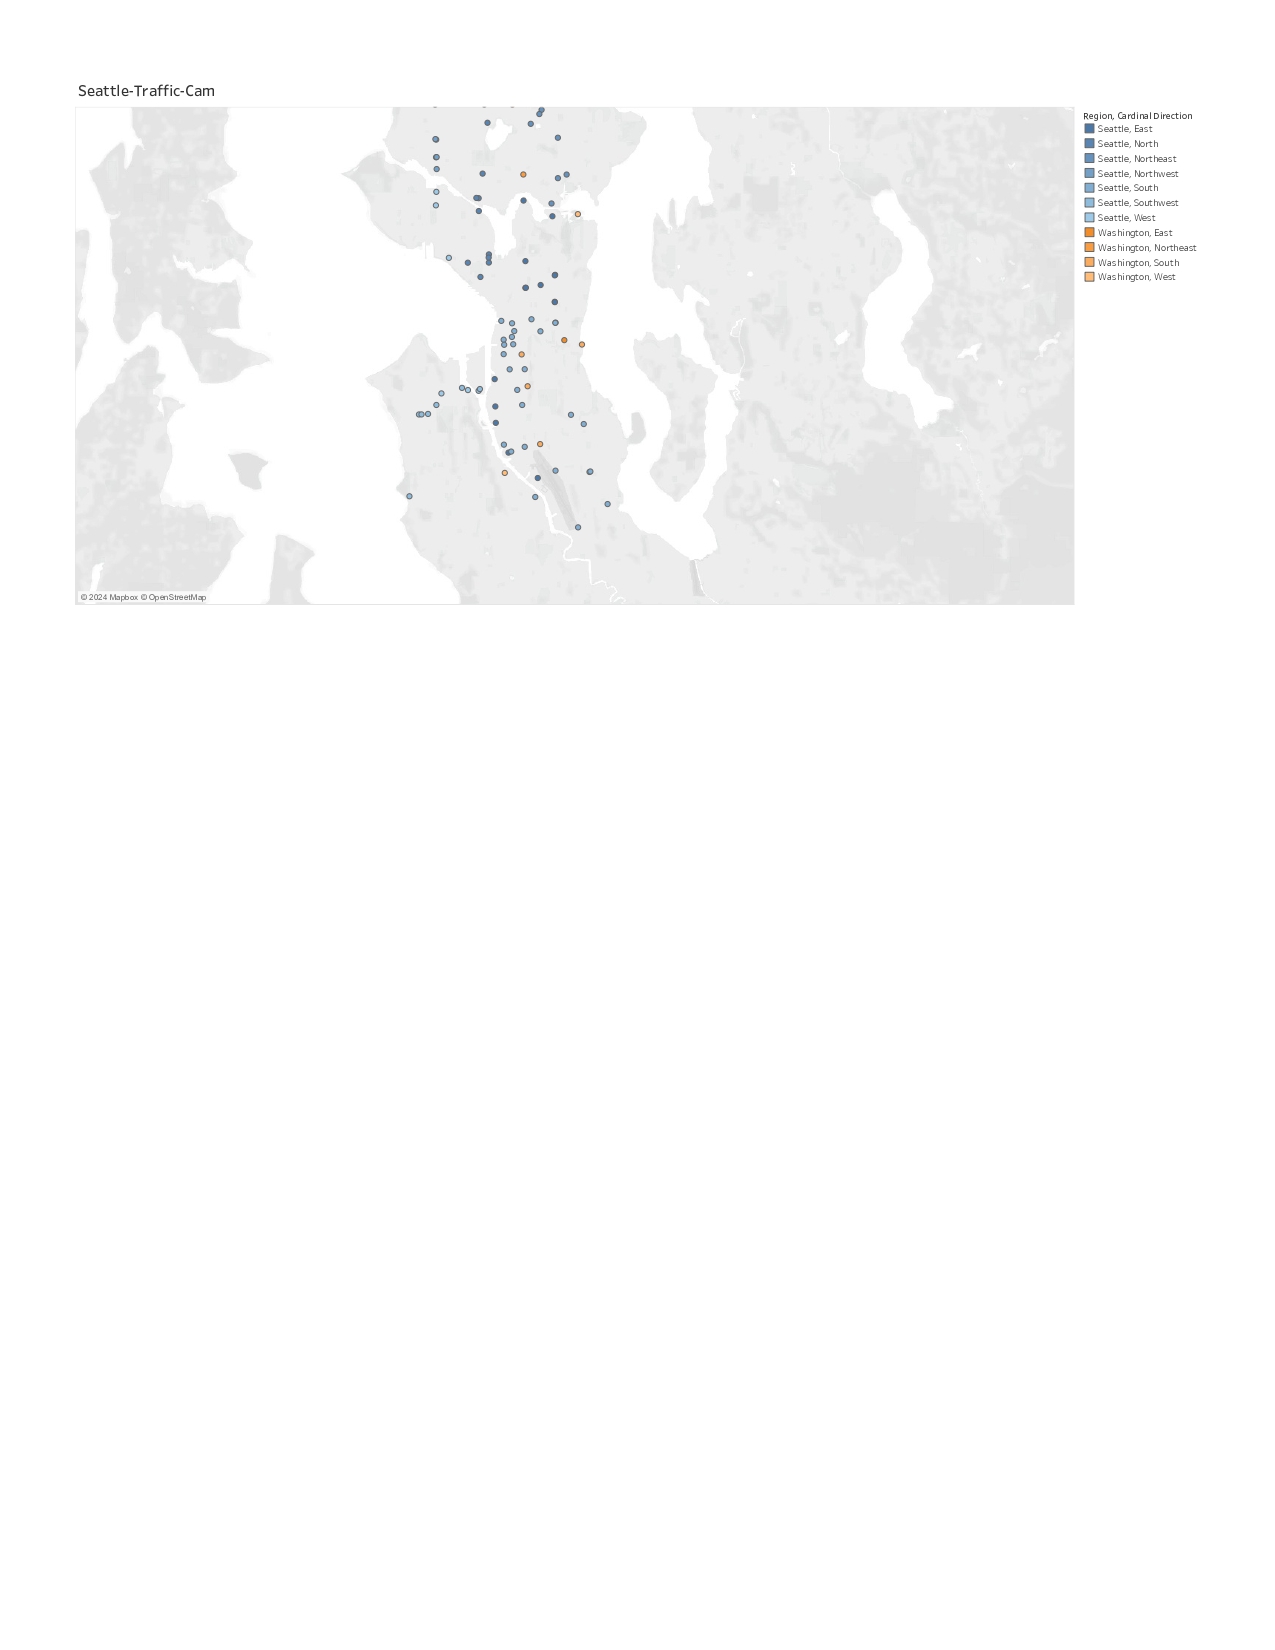 Seattle-Traffic-Cam
Region, Cardinal Direction
Seattle, East
Seattle, North
Seattle, Northeast
Seattle, Northwest
Seattle, South
Seattle, Southwest
Seattle, West
Washington, East
Washington, Northeast
Washington, South
Washington, West
© 2024 Mapbox © OpenStreetMap